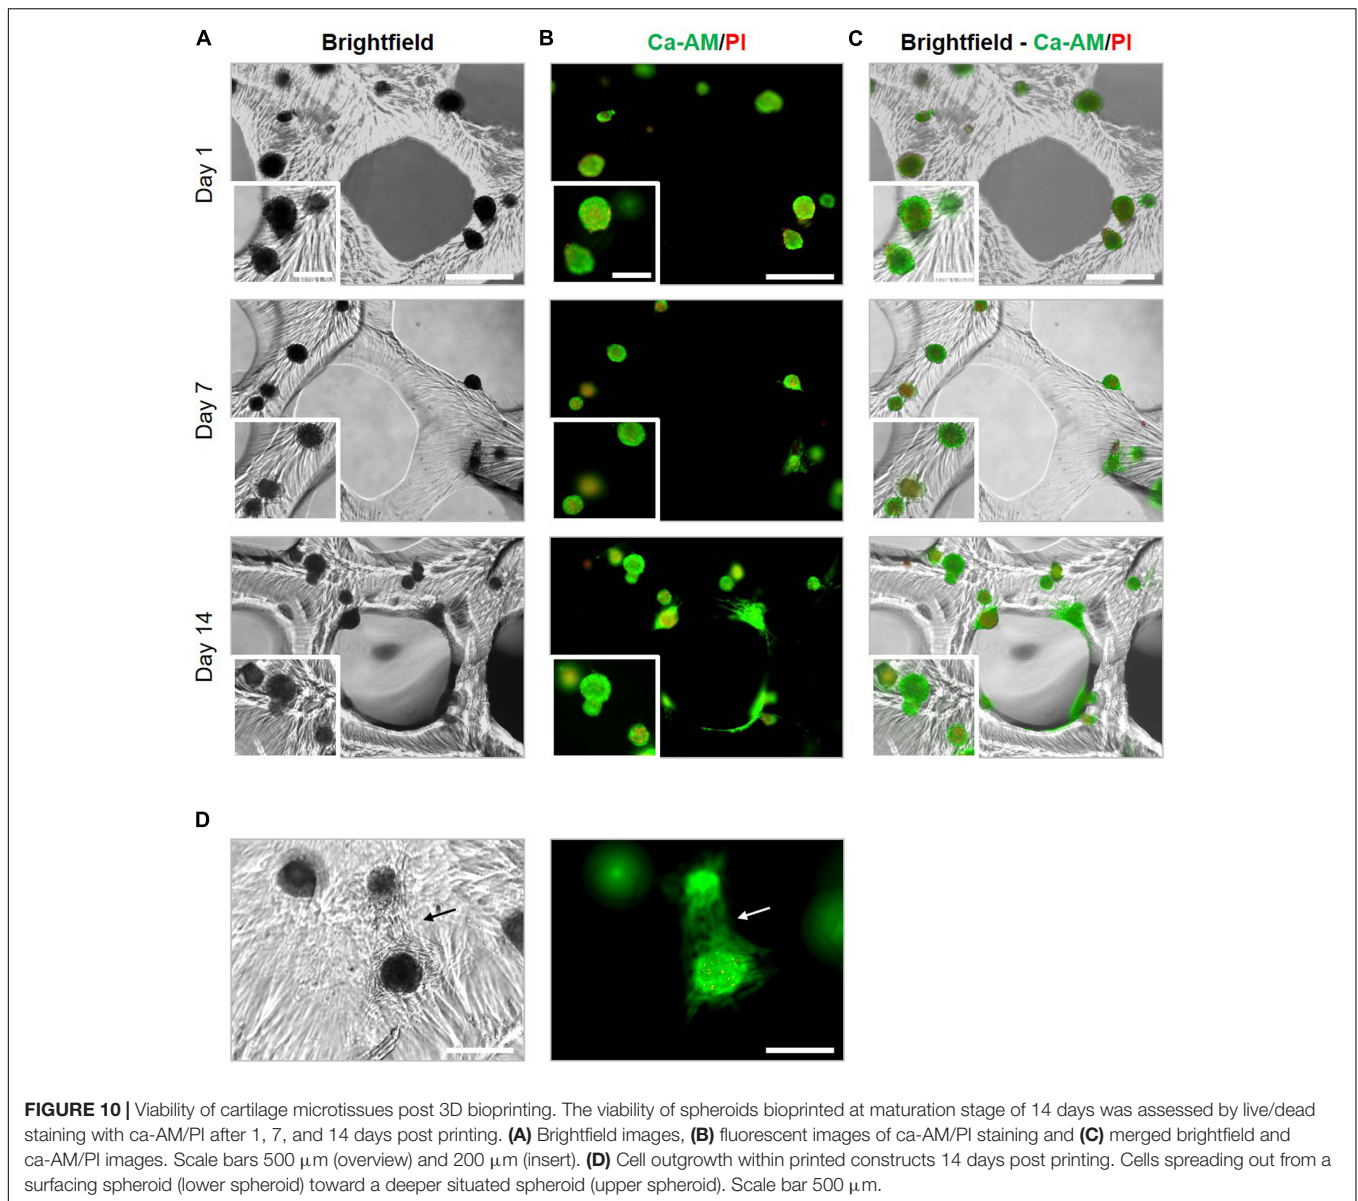 A Brightfield B Ca-AM/PI C Brightfield - Ca-AM/PI
Day 1
Day 7
Day 14
D
FIGURE 10 | Viability of cartilage microtissues post 3D bioprinting. The viability of spheroids bioprinted at maturation stage of 14 days was assessed by live/dead
staining with ca-AM/PI after 1, 7, and 14 days post printing. (A) Brightfield images, (B) fluorescent images of ca-AM/PI staining and (C) merged brightfield and
ca-AM/PI images. Scale bars 500 μm (overview) and 200 μm (insert). (D) Cell outgrowth within printed constructs 14 days post printing. Cells spreading out from a
surfacing spheroid (lower spheroid) toward a deeper situated spheroid (upper spheroid). Scale bar 500 μm.